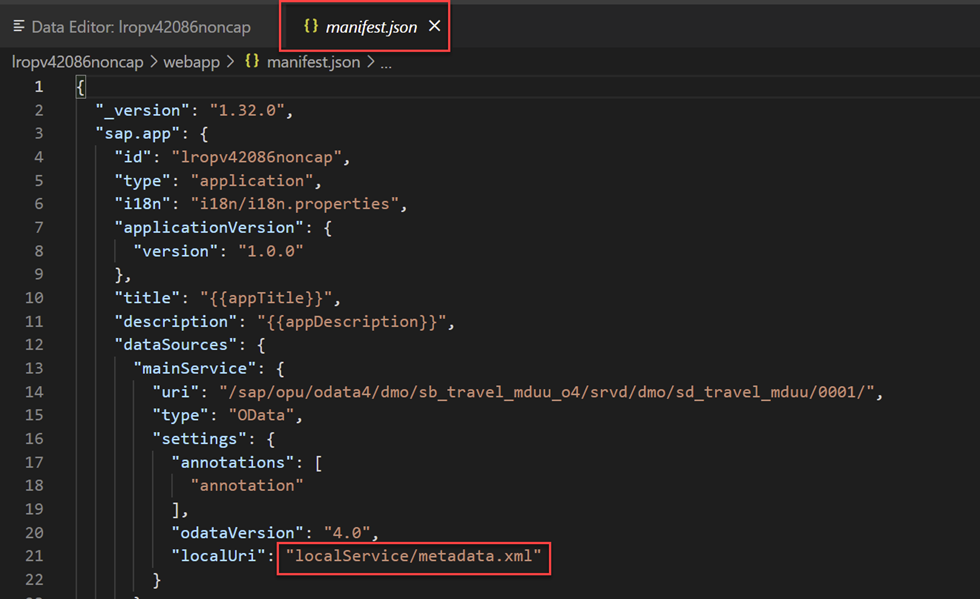 Data Editor: lropv42086noncap
{} manifest.json ×
lropv42086noncap > webapp > {} manifest.json > ...
1 {
2 "_version": "1.32.0",
3 "sap.app": {
4 "id": "lropv42086noncap",
5 "type": "application",
6 "i18n": "i18n/i18n.properties",
7 "applicationVersion": {
8 "version": "1.0.0"
9 },
10 "title": "{{appTitle}}",
11 "description": "{{appDescription}}",
12 "dataSources": {
13 "mainService": {
14 "uri": "/sap/opu/odata4/dmo/sb_travel_mduu_o4/srvd/dmo/sd_travel_mduu/0001/",
15 "type": "OData",
16 "settings": {
17 "annotations": [
18 "annotation"
19 ],
20 "odataVersion": "4.0",
21 "localUri": "localService/metadata.xml"
22 }